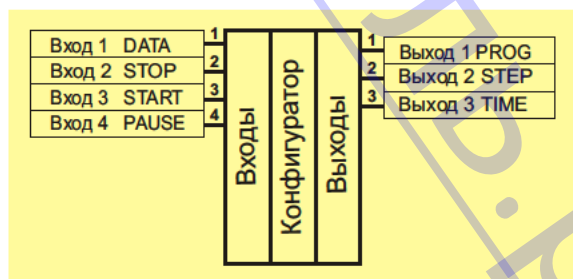 Вход 1 DATA
Вход 2 STOP
Вход 3 START
Вход 4 PAUSE
1
2
3
4
Входы
Конфигуратор
Выходы
1
2
3
Выход 1 PROG
Выход 2 STEP
Выход 3 TIME